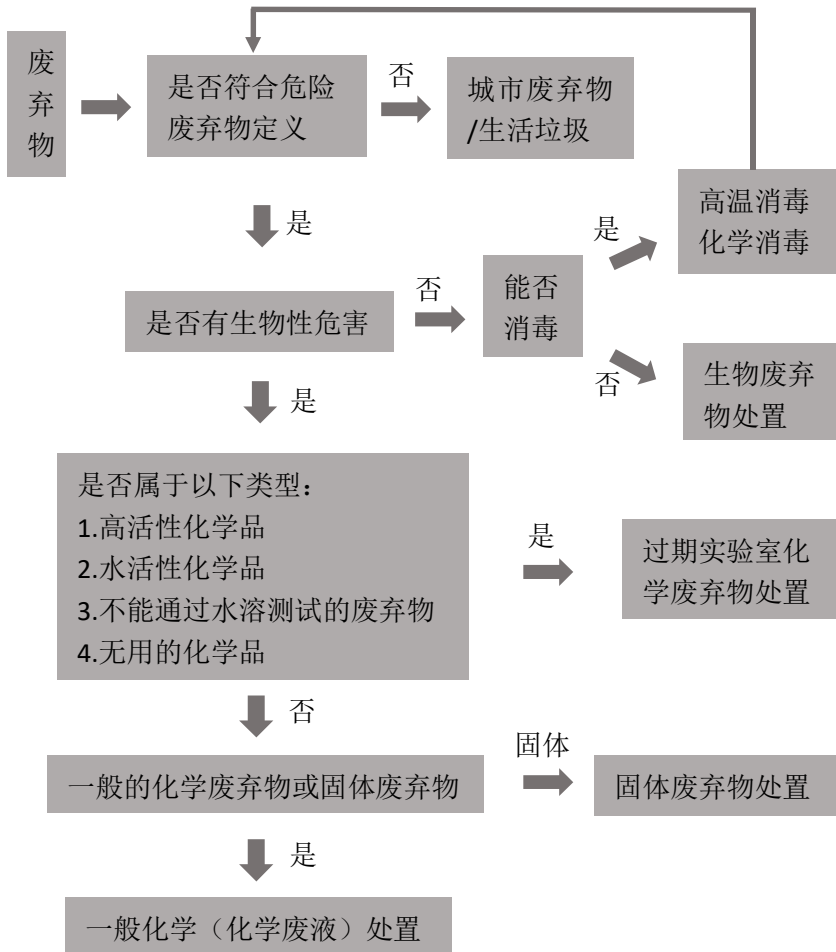 废弃物
是否符合危险
废弃物定义
否
城市废弃物
/生活垃圾
是
高温消毒
化学消毒
是否有生物性危害
否
能否
消毒
是
否
生物废弃
物处置
是
是否属于以下类型：
1.高活性化学品
2.水活性化学品
3.不能通过水溶测试的废弃物
4.无用的化学品
是
过期实验室化
学废弃物处置
否
一般的化学废弃物或固体废弃物
固体
固体废弃物处置
是
一般化学（化学废液）处置